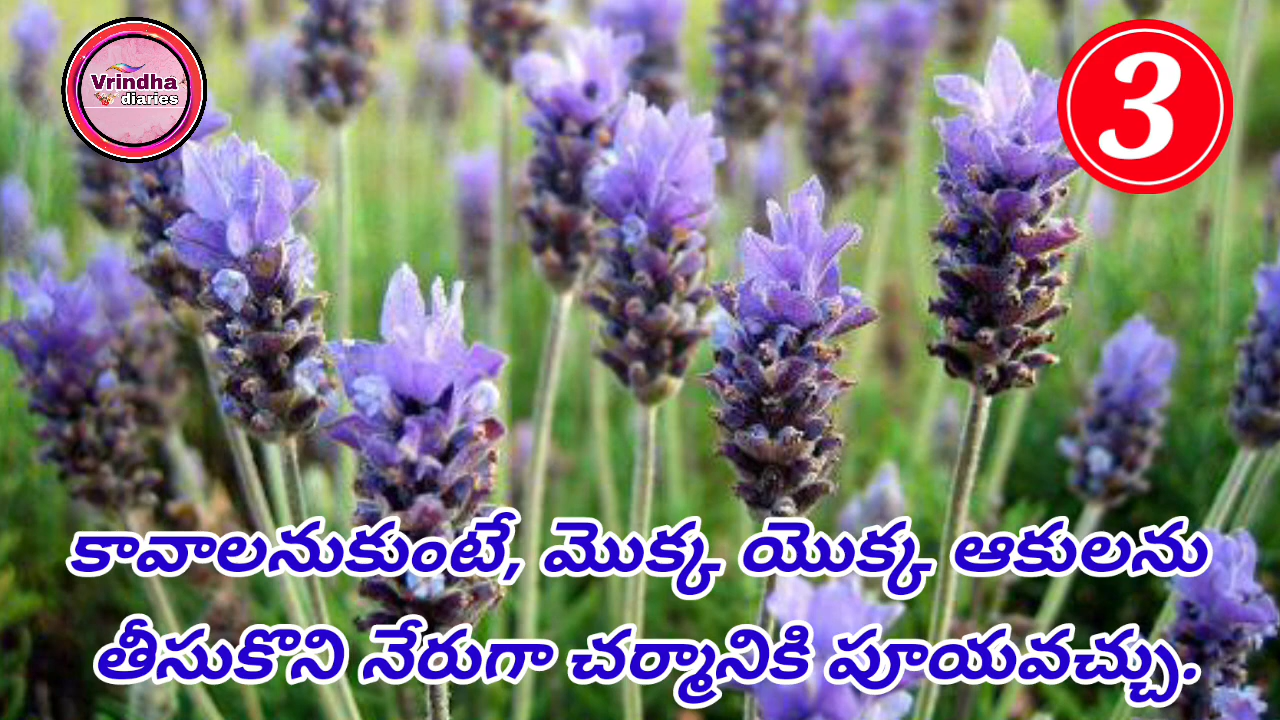 Vrindha
diaries
3
కావాలనుకుంటే, మొక్క యొక్క ఆకులను
తీసుకొని నేరుగా చర్మానికి పూయవచ్చు.